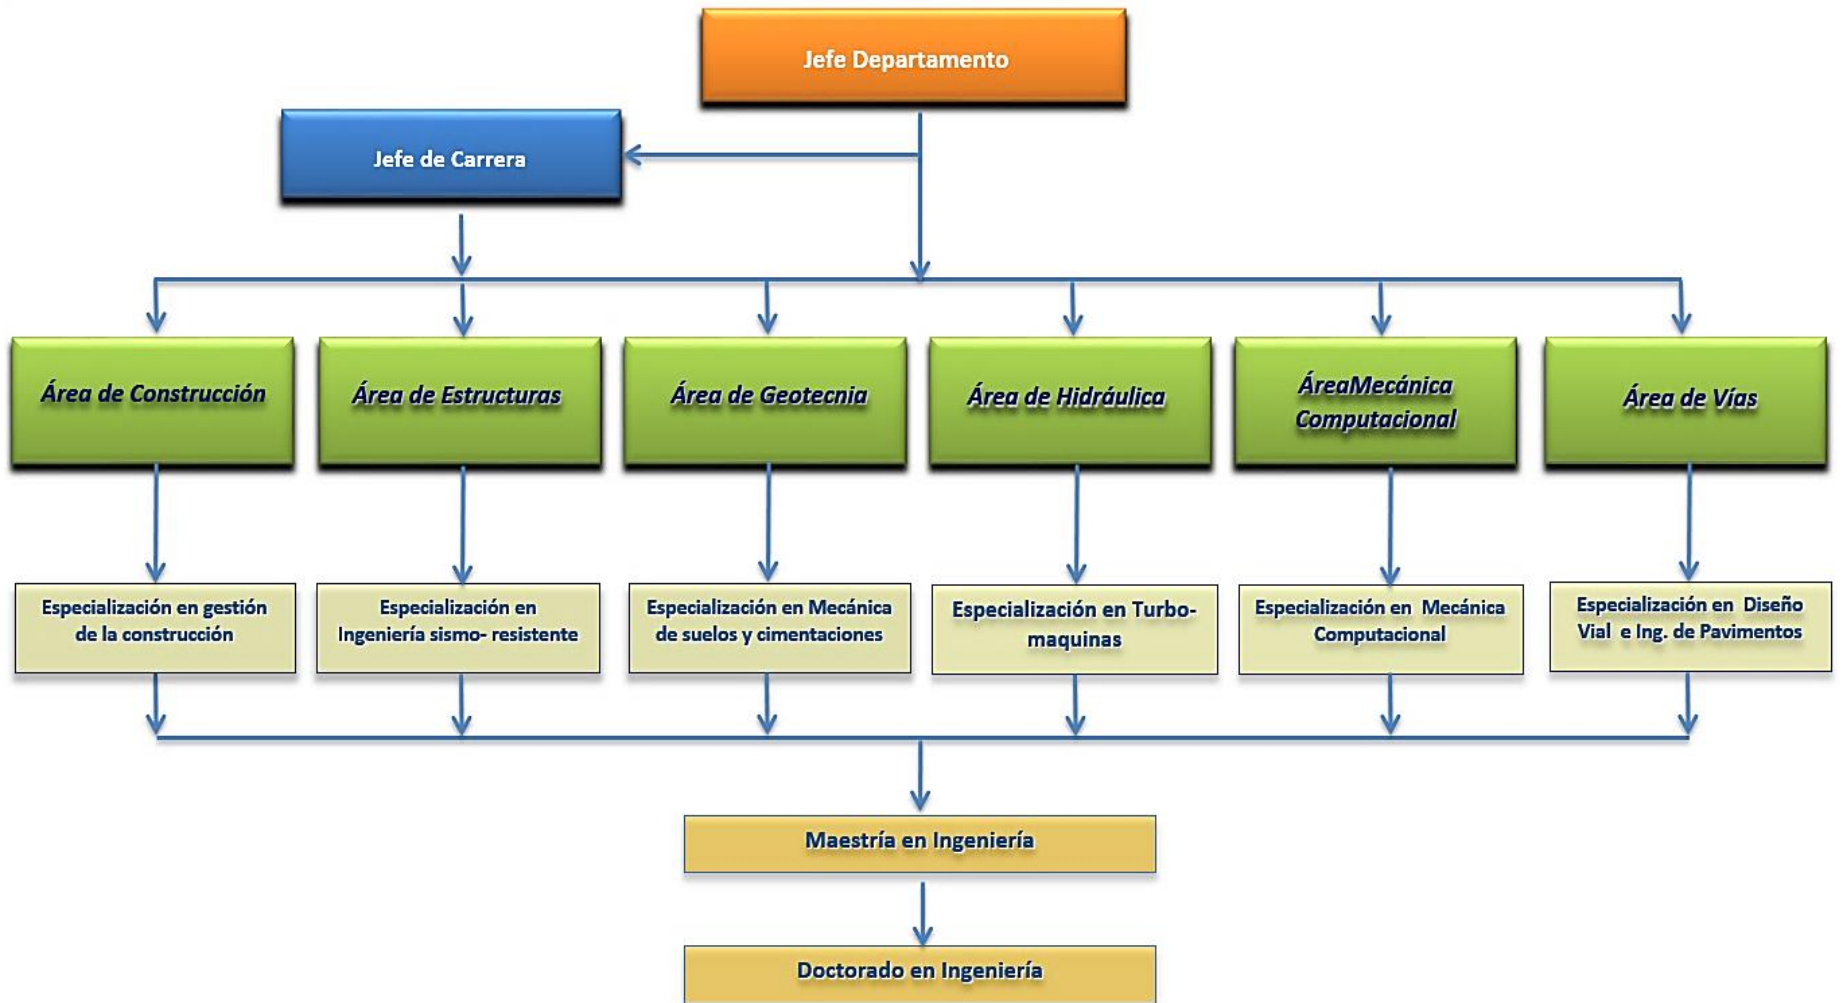 Jefe Departamento
Jefe de Carrera
Área de Construcción
Área de Estructuras
Área de Geotecnia
Área de Hidráulica
ÁreaMecánica
Computacional
Área de Vías
Especialización en gestión
de la construcción
Especialización en
Ingeniería sismo- resistente
Especialización en Mecánica
de suelos y cimentaciones
Especialización en Turbo-
maquinas
Especialización en Mecánica
Computacional
Especialización en Diseño
Vial e Ing. de Pavimentos
Maestría en Ingeniería
Doctorado en Ingeniería